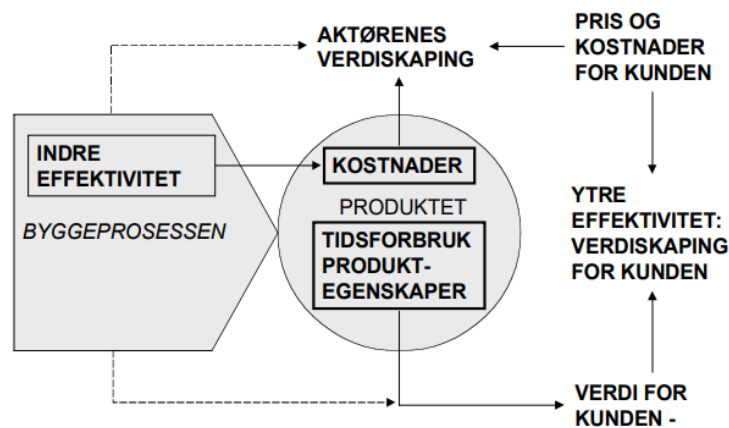 AKTØRENES
VERDISKAPING
PRIS OG
KOSTNADER
FOR KUNDEN
INDRE
EFFEKTIVITET
BYGGEPROSESSEN
KOSTNADER
PRODUKTET
TIDSFORBRUK
PRODUKT-
EGENSKAPER
YTRE
EFFEKTIVITET:
VERDISKAPING
FOR KUNDEN
VERDI FOR
KUNDEN -